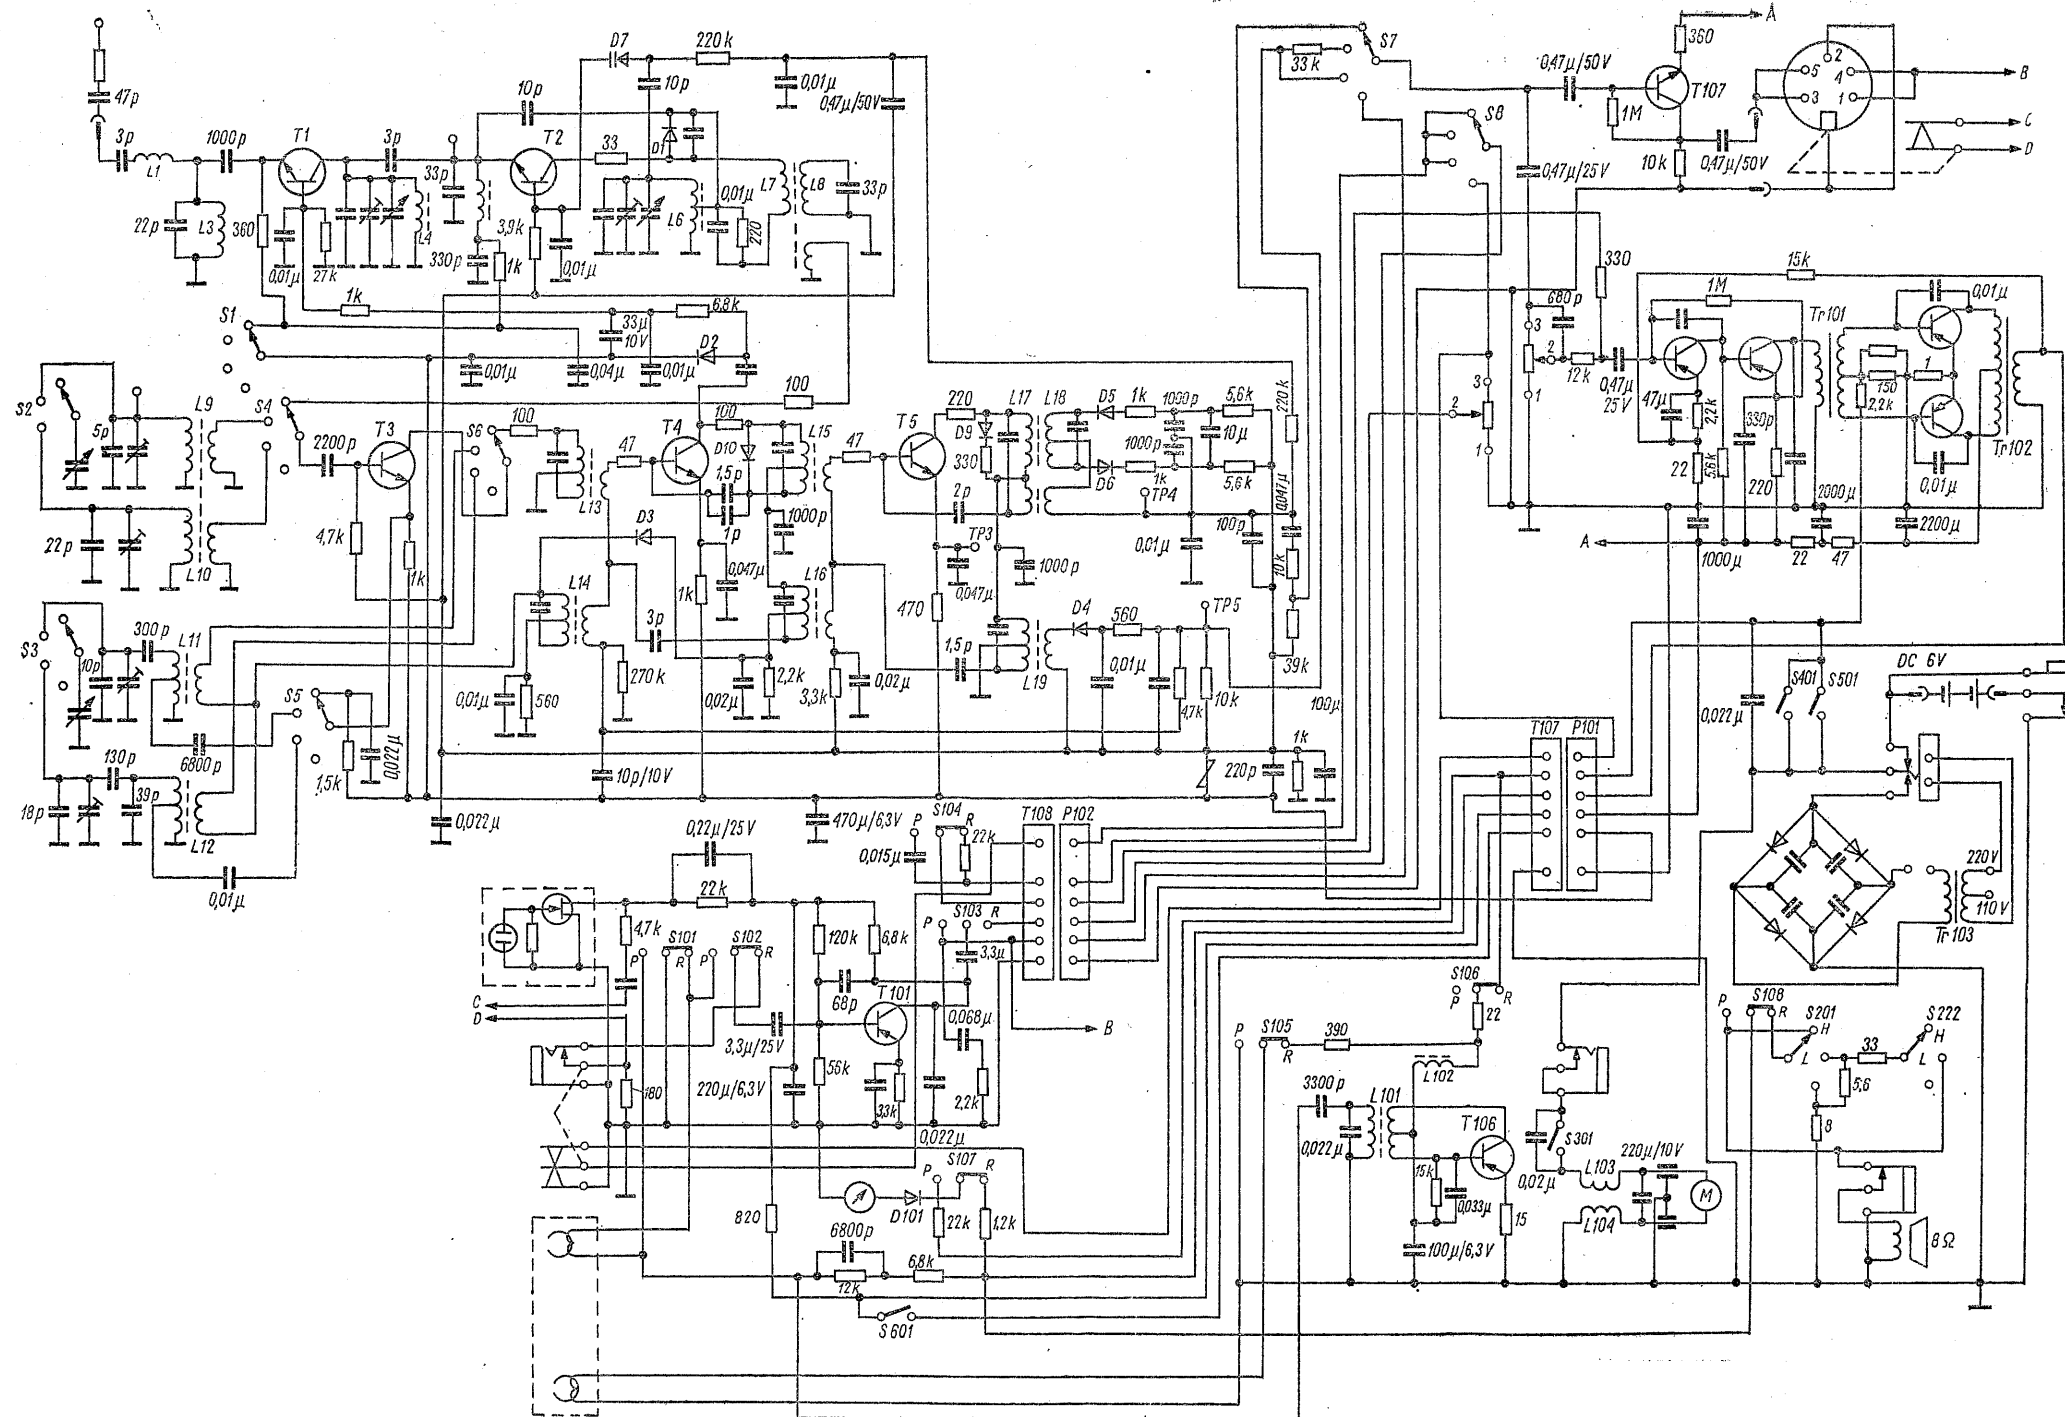 47p
3p
L1
1000p
T1
3p
33p
22p
L3
360
0,01µ
27k
L4
330p
1k
10p
T2
D7
220k
10p
0,01µ
0,47µ/50V
33
D1
3,9k
0,01µ
L6
0,01µ
220
L7
L8
33p
S7
33k
S8
0,47µ/50V
0,47µ/25V
360
A
T107
1M
10k
0,47µ/50V
2
5
4
3
1
B
C
D
S1
1k
33µ
10V
6,8k
D2
0,01µ
0,04µ
0,01µ
100
S2
5p
L9
S4
2200p
T3
S6
100
22p
L10
4,7k
1k
L13
47
T4
100
D10
1,5p
1p
L15
1000p
47
T5
220
L17
L18
D9
330
2p
D5
1k
1000p
5,6k
10µ
1000p
D6
1k
5,6k
TP4
0,01µ
100p
220k
0,047µ
10k
39k
D3
L14
3p
1k
0,047µ
L16
TP3
0,047µ
470
1000p
1,5p
L19
D4
560
0,01µ
4,7k
TP5
10k
100µ
270k
0,01µ
560
0,02µ
2,2k
3,3k
0,02µ
S3
300p
10p
L11
S5
6800p
130p
39p
18p
L12
0,01µ
1,5k
0,022µ
0,022µ
10p/10V
470µ/6,3V
220p
1k
3
2
1
3
2
1
680p
12k
330
0,47µ
25V
1M
15k
47µ
2,2k
22
5,6k
330p
220
Tr101
0,01µ
150
2,2k
1
0,01µ
Tr102
2000µ
2200µ
A
1000µ
22
47
0,022µ
S401
S501
DC 6V
T107
P101
220V
110V
Tr103
0,22µ/25V
22k
4,7k
120k
6,8k
P
S101
R
P
S102
R
68p
T101
3,3µ/25V
220µ/6,3V
56k
33k
0,022µ
2,2k
0,068µ
P
S104
R
22k
0,015µ
P
S103
R
3,3µ
T108
P102
B
C
D
180
820
D101
P
S107
R
22k
1,2k
6800p
12k
6,8k
S601
P
S105
R
390
P
S106
R
22
L102
3300p
L101
0,022µ
T106
15k
0,033µ
15
100µ/6,3V
0,02µ
S301
L103
L104
220µ/10V
M
P
S108
R
S201
H
L
33
5,6
8
S222
H
L
8Ω